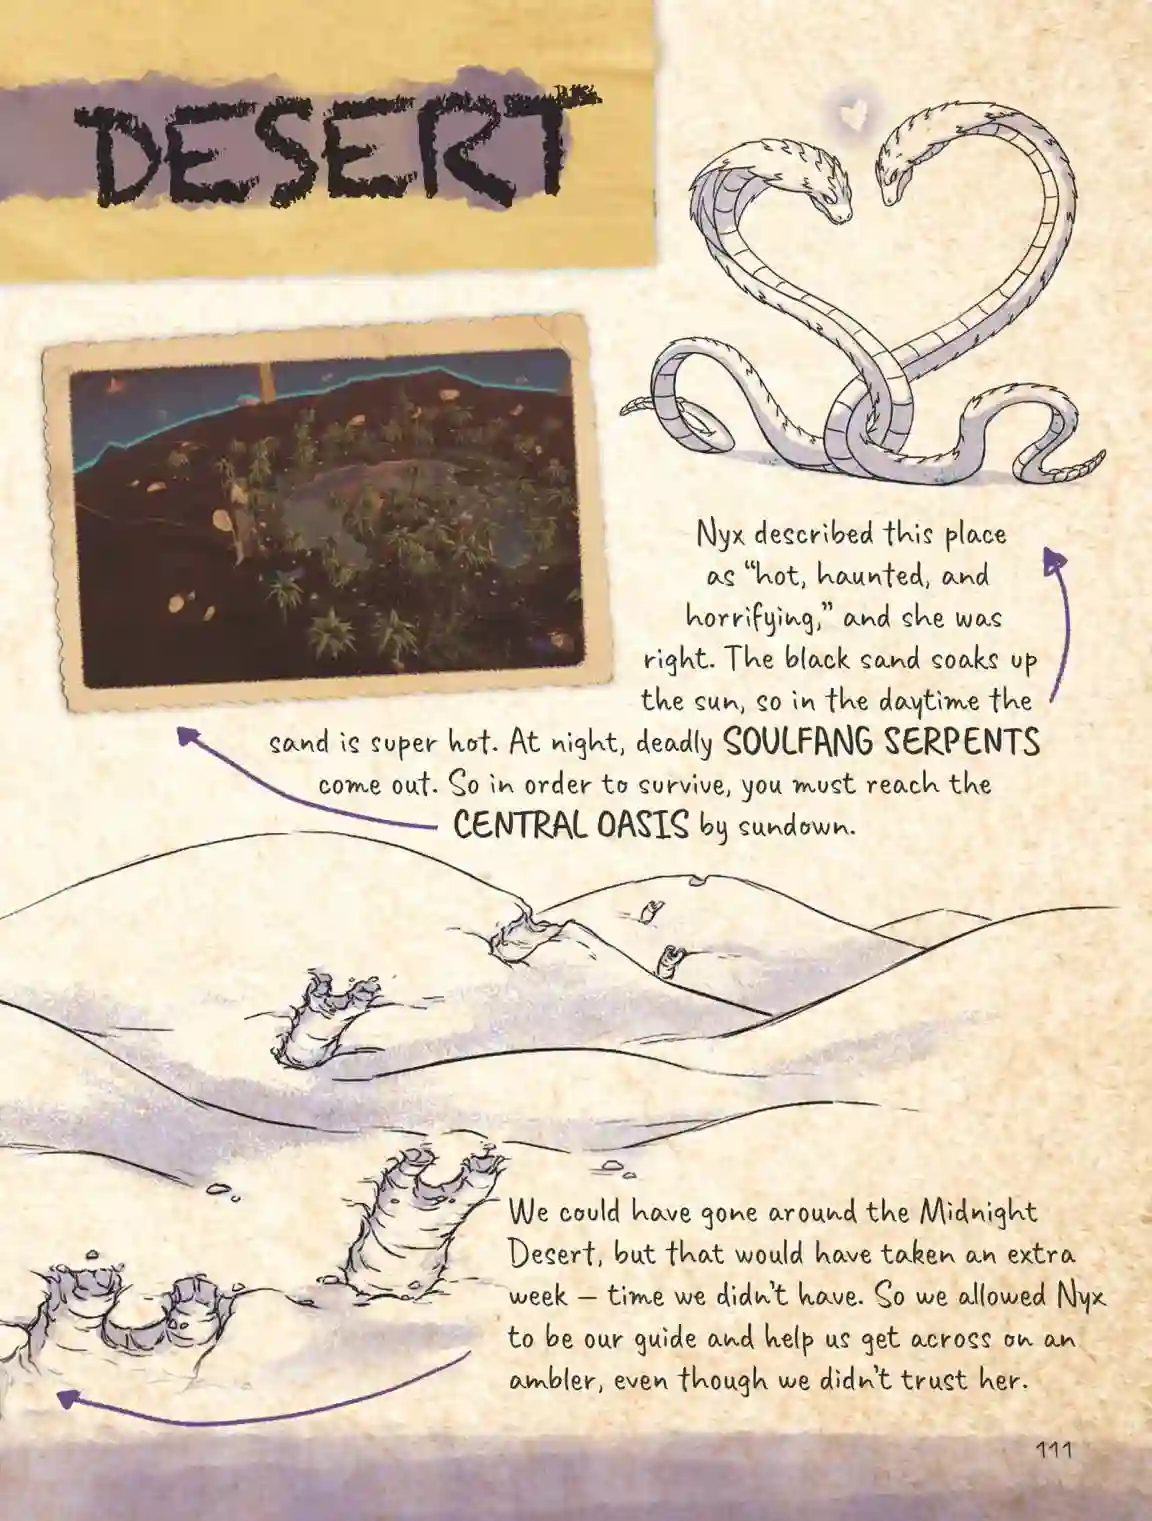 DESERT
Nyx described this place
as “hot, haunted, and
horrifying,” and she was
right. The black sand soaks up
the sun, so in the daytime the
sand is super hot. At night, deadly SOULFANG SERPENTS
come out. So in order to survive, you must reach the
CENTRAL OASIS by sundown.
We could have gone around the Midnight
Desert, but that would have taken an extra
week – time we didn’t have. So we allowed Nyx
to be our guide and help us get across on an
ambler, even though we didn’t trust her.
111